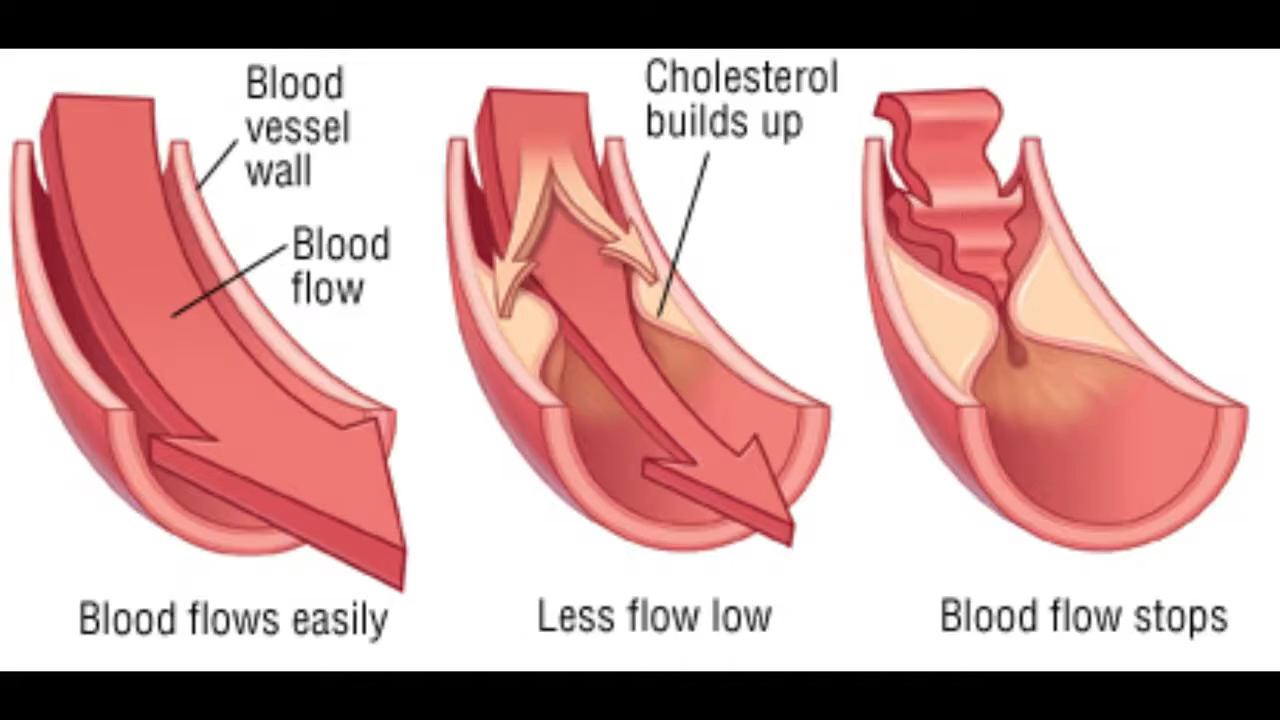 Blood
vessel
wall
Blood
flow
Blood flows easily
Cholesterol
builds up
Less flow low
Blood flow stops